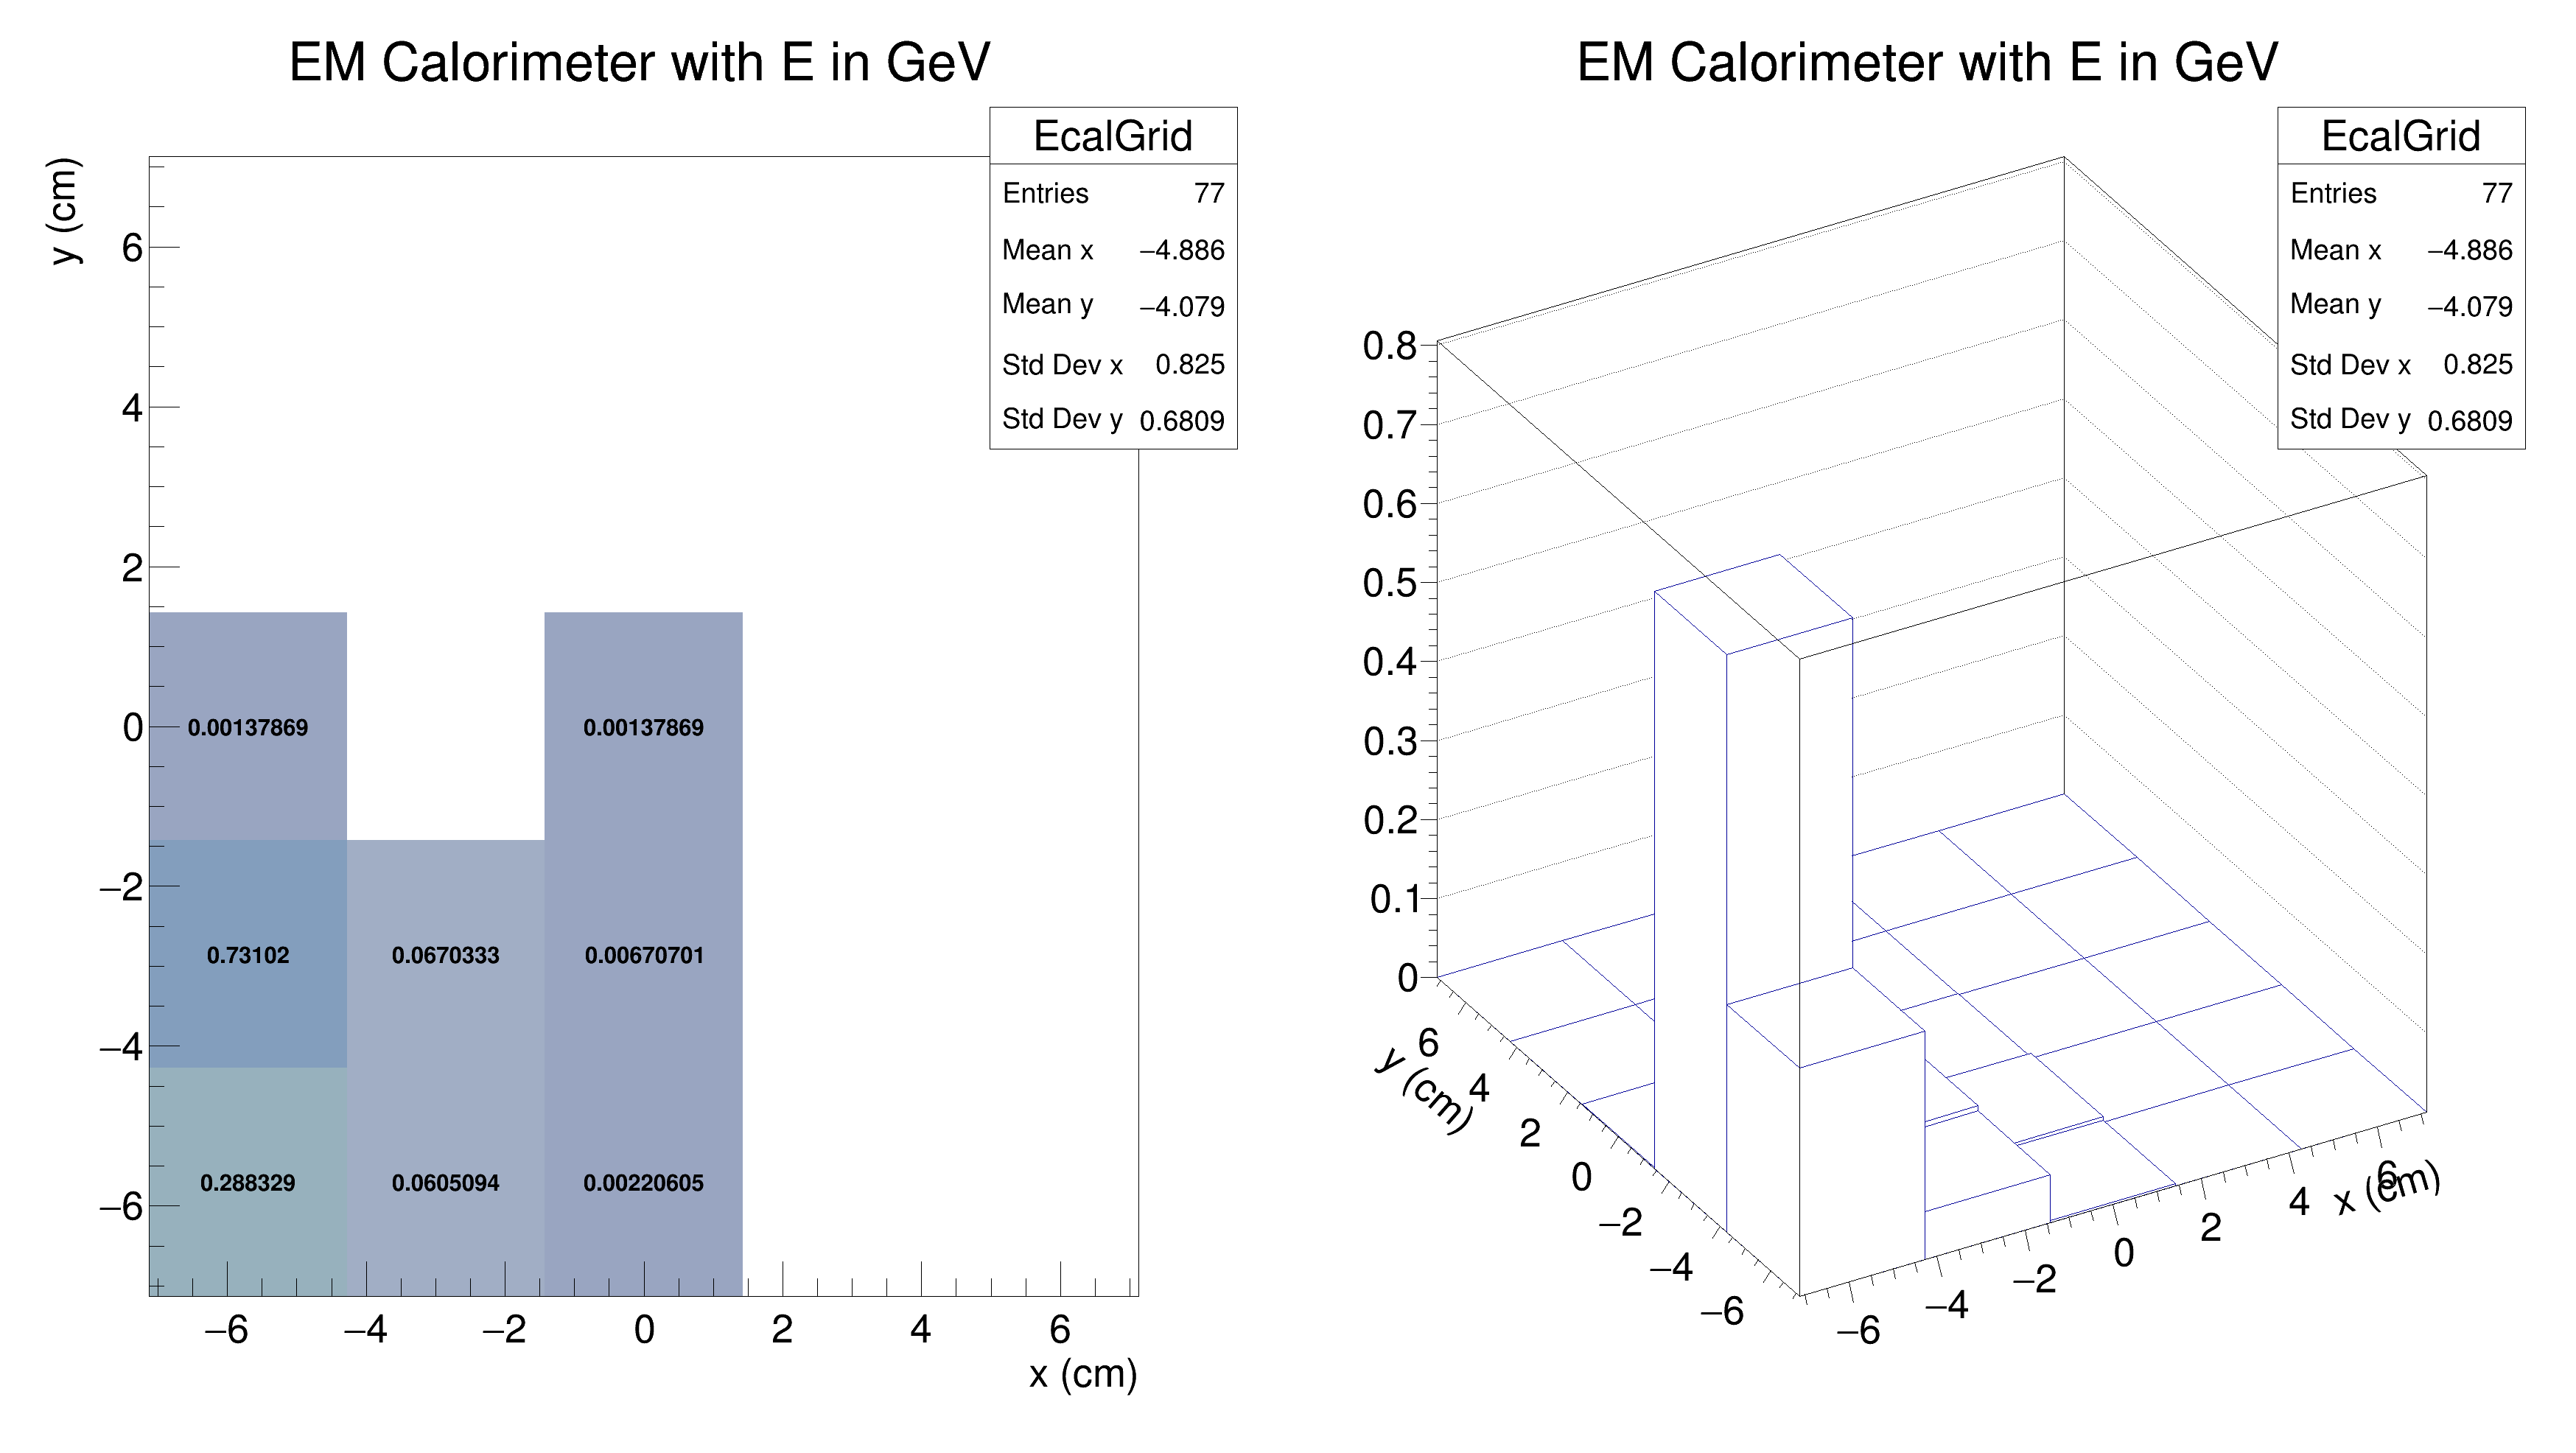 EM Calorimeter with E in GeV
EcalGrid
Entries 77
Mean x −4.886
Mean y −4.079
Std Dev x 0.825
Std Dev y 0.6809
y (cm)
6
4
2
0
−2
−4
−6
0.00137869 0.00137869
0.73102 0.0670333 0.00670701
0.288329 0.0605094 0.00220605
−6 −4 −2 0 2 4 6
x (cm)
EM Calorimeter with E in GeV
EcalGrid
Entries 77
Mean x −4.886
Mean y −4.079
Std Dev x 0.825
Std Dev y 0.6809
0.8
0.7
0.6
0.5
0.4
0.3
0.2
0.1
0
y (cm)
6
4
2
0
−2
−4
−6
−6
−4
−2
0
2
4
6
x (cm)